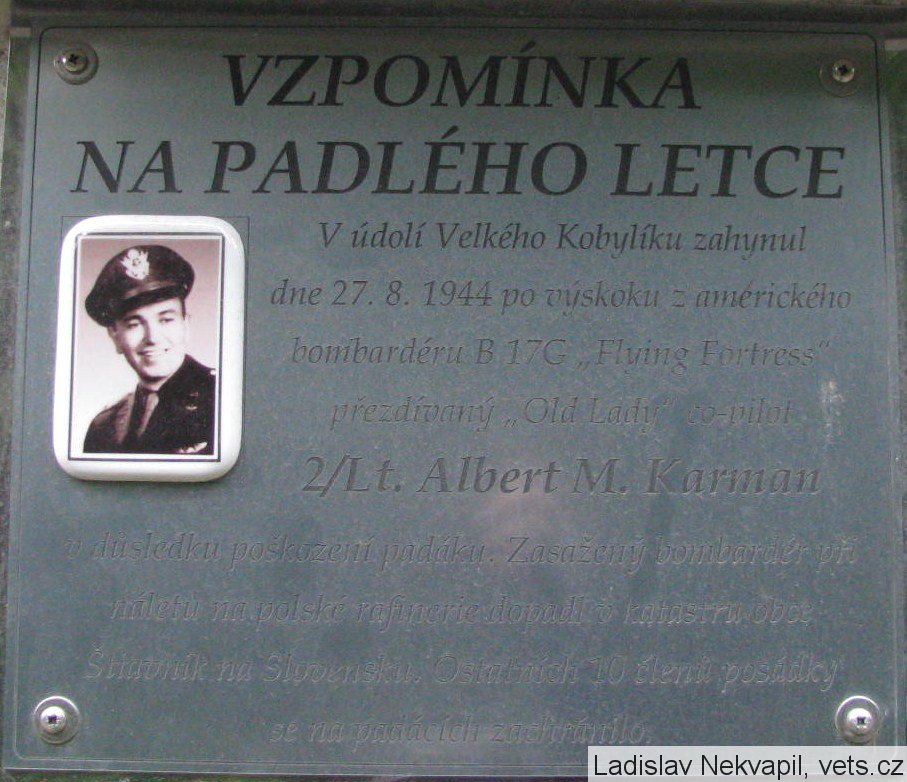 VZPOMÍNKA
NA PADLÉHO LETCE
V údolí Velkého Kobylíku zahynul
dne 27. 8. 1944 po výskoku z amérického
bombardéru B 17G „Flying Fortress“
přezdívaný „Old Lady“ co-pilot
2/Lt. Albert M. Karman
v důsledku poškození padáku. Zasažený bombardér při
náletu na polské rafinerie dopadl v katastru obce
Štiavnik na Slovensku. Ostatních 10 členů posádky
se na padácích zachránilo.
Ladislav Nekvapil, vets.cz